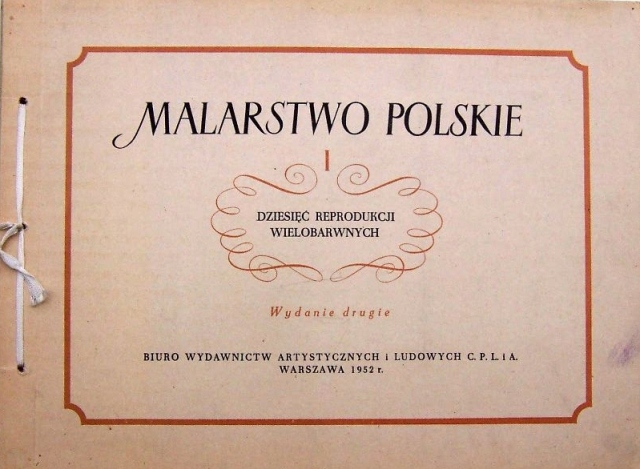 MALARSTWO POLSKIE
I
DZIESIĘĆ REPRODUKCJI
WIELOBARWNYCH
Wydanie drugie
BIURO WYDAWNICTW ARTYSTYCZNYCH i LUDOWYCH C. P. L. i A.
WARSZAWA 1952 r.